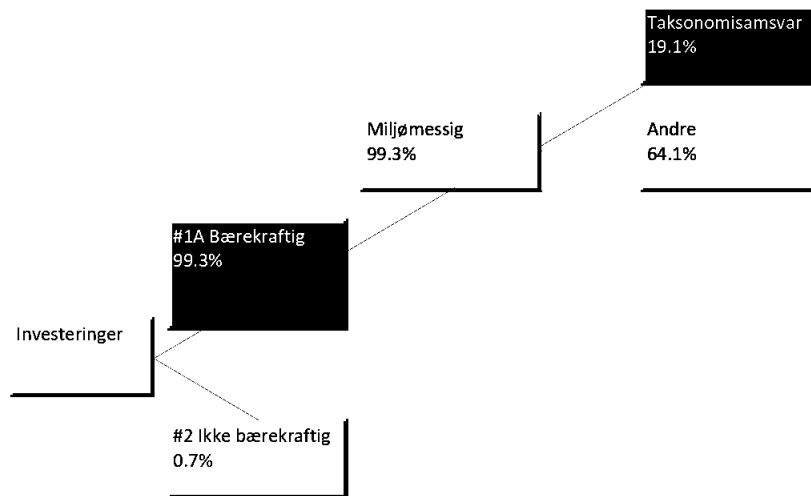 Taksonomisamsvar
19.1%
Miljømessig
99.3%
Andre
64.1%
#1A Bærekraftig
99.3%
Investeringer
#2 Ikke bærekraftig
0.7%